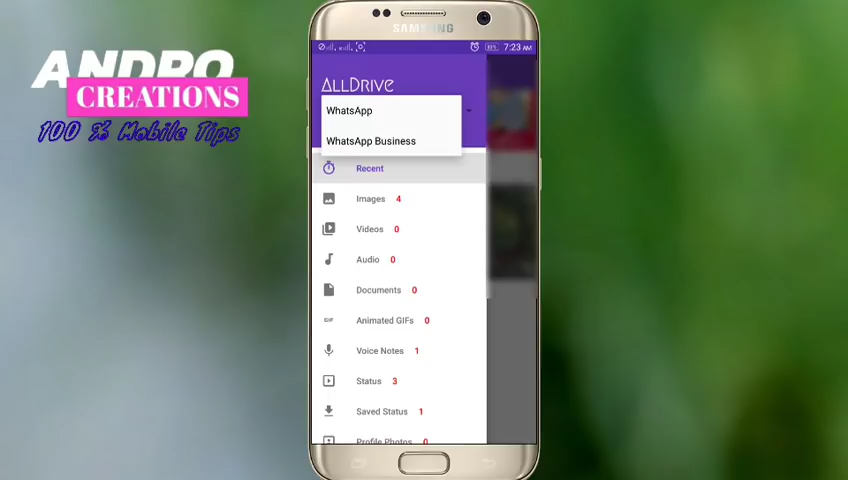 ANDRO
CREATIONS
100 % Mobile Tips
SAMSUNG
7:23 AM
ALLDRIVE
WhatsApp
WhatsApp Business
Recent
Images 4
Videos 0
Audio 0
Documents 0
GIF Animated GIFs 0
Voice Notes 1
Status 3
Saved Status 1
Profile Photos 0